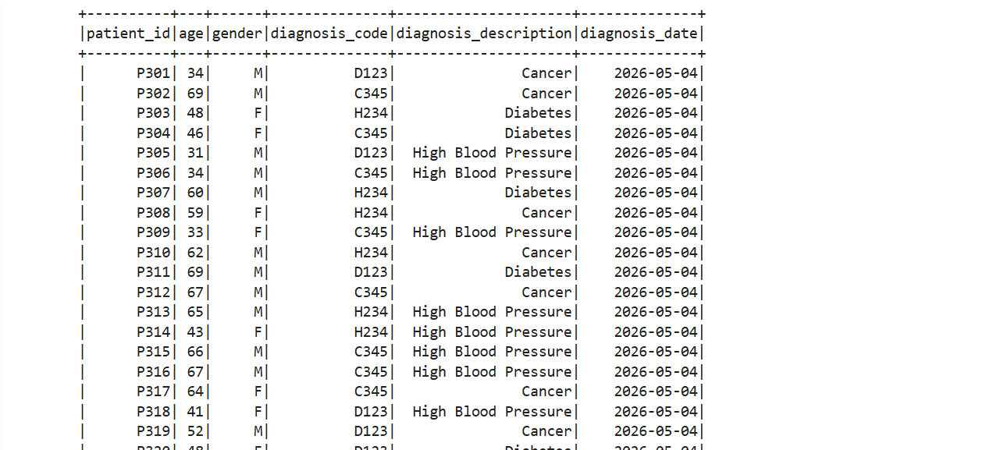 +----------+---+------+--------------+---------------------+--------------+
|patient_id|age|gender|diagnosis_code|diagnosis_description|diagnosis_date|
+----------+---+------+--------------+---------------------+--------------+
|      P301| 34|     M|          D123|               Cancer|    2026-05-04|
|      P302| 69|     M|          C345|               Cancer|    2026-05-04|
|      P303| 48|     F|          H234|             Diabetes|    2026-05-04|
|      P304| 46|     F|          C345|             Diabetes|    2026-05-04|
|      P305| 31|     M|          D123|  High Blood Pressure|    2026-05-04|
|      P306| 34|     M|          C345|  High Blood Pressure|    2026-05-04|
|      P307| 60|     M|          H234|             Diabetes|    2026-05-04|
|      P308| 59|     F|          H234|               Cancer|    2026-05-04|
|      P309| 33|     F|          C345|  High Blood Pressure|    2026-05-04|
|      P310| 62|     M|          H234|               Cancer|    2026-05-04|
|      P311| 69|     M|          D123|             Diabetes|    2026-05-04|
|      P312| 67|     M|          C345|               Cancer|    2026-05-04|
|      P313| 65|     M|          H234|  High Blood Pressure|    2026-05-04|
|      P314| 43|     F|          H234|  High Blood Pressure|    2026-05-04|
|      P315| 66|     M|          C345|  High Blood Pressure|    2026-05-04|
|      P316| 67|     M|          C345|  High Blood Pressure|    2026-05-04|
|      P317| 64|     F|          C345|               Cancer|    2026-05-04|
|      P318| 41|     F|          D123|  High Blood Pressure|    2026-05-04|
|      P319| 52|     M|          D123|               Cancer|    2026-05-04|